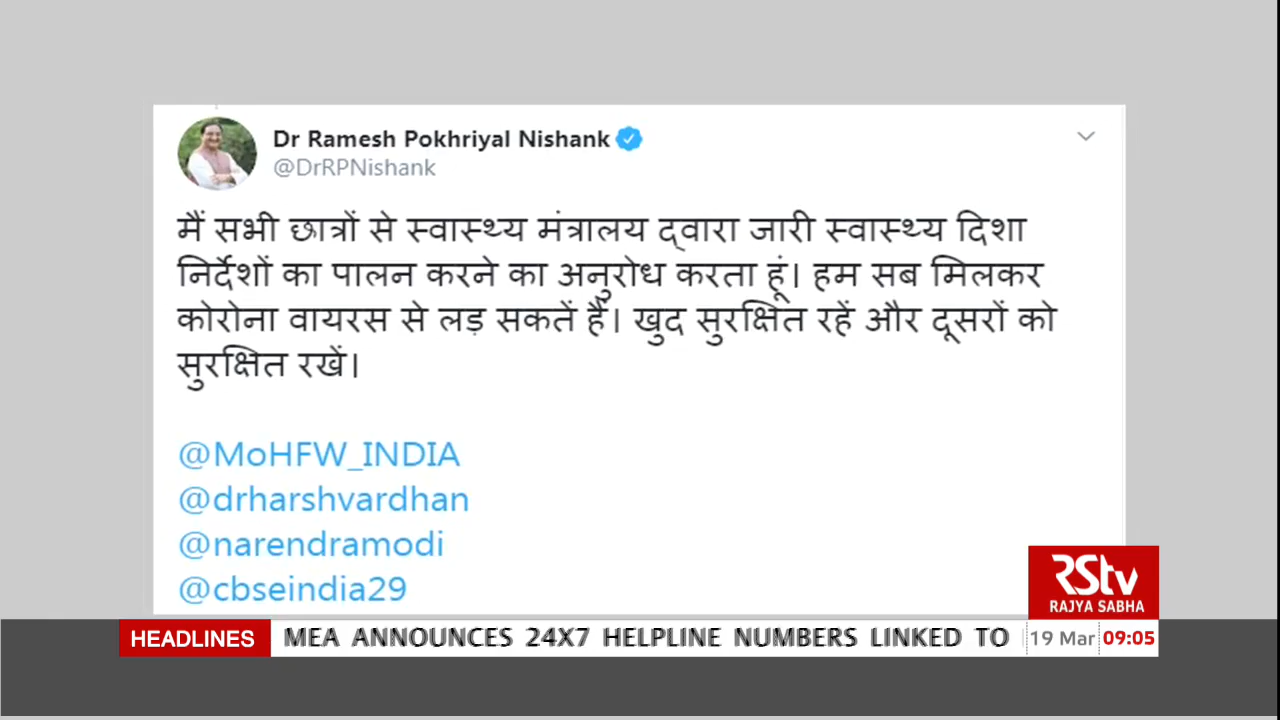 Dr Ramesh Pokhriyal Nishank
@DrRPNishank
मैं सभी छात्रों से स्वास्थ्य मंत्रालय द्वारा जारी स्वास्थ्य दिशा
निर्देशों का पालन करने का अनुरोध करता हूं। हम सब मिलकर
कोरोना वायरस से लड़ सकतें हैं। खुद सुरक्षित रहें और दूसरों को
सुरक्षित रखें।
@MoHFW_INDIA
@drharshvardhan
@narendramodi
@cbseindia29
RStv
RAJYA SABHA
HEADLINES MEA ANNOUNCES 24X7 HELPLINE NUMBERS LINKED TO 19 Mar 09:05